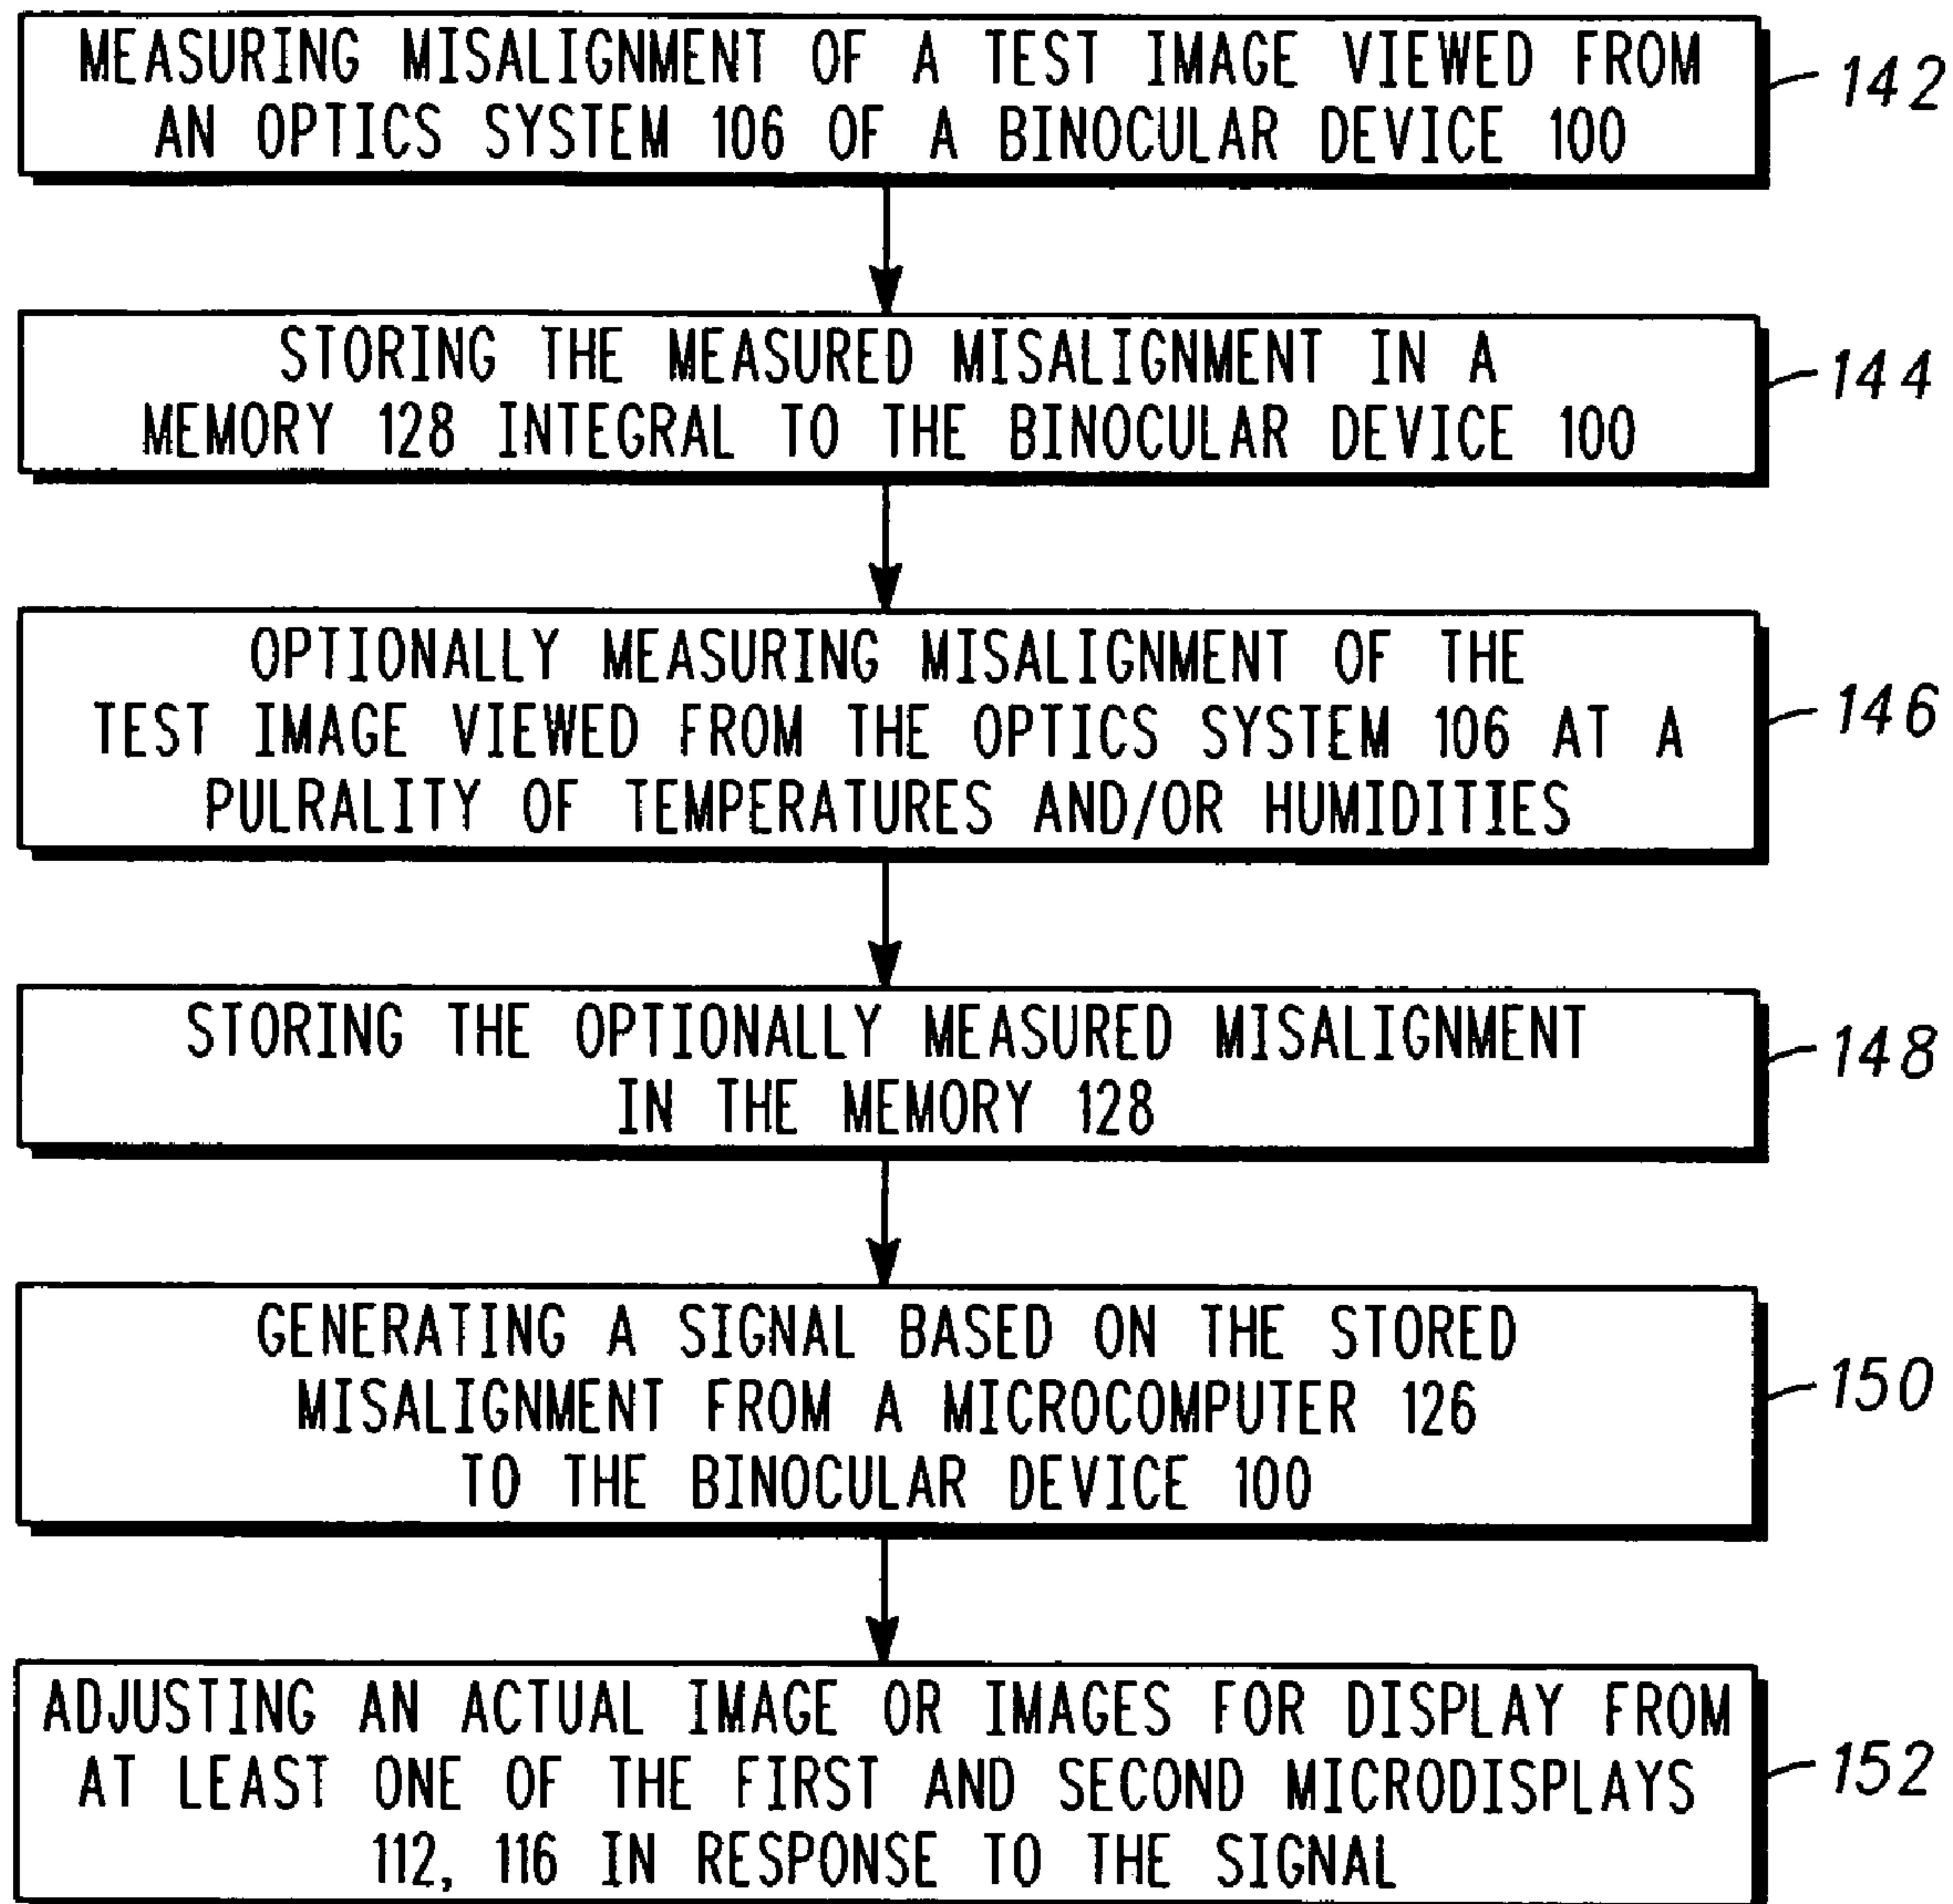 MEASURING MISALIGNMENT OF A TEST IMAGE VIEWED FROM
AN OPTICS SYSTEM 106 OF A BINOCULAR DEVICE 100
142
STORING THE MEASURED MISALIGNMENT IN A
MEMORY 128 INTEGRAL TO THE BINOCULAR DEVICE 100
144
OPTIONALLY MEASURING MISALIGNMENT OF THE
TEST IMAGE VIEWED FROM THE OPTICS SYSTEM 106 AT A
PULRALITY OF TEMPERATURES AND/OR HUMIDITIES
146
STORING THE OPTIONALLY MEASURED MISALIGNMENT
IN THE MEMORY 128
148
GENERATING A SIGNAL BASED ON THE STORED
MISALIGNMENT FROM A MICROCOMPUTER 126
TO THE BINOCULAR DEVICE 100
150
ADJUSTING AN ACTUAL IMAGE OR IMAGES FOR DISPLAY FROM
AT LEAST ONE OF THE FIRST AND SECOND MICRODISPLAYS
112, 116 IN RESPONSE TO THE SIGNAL
152